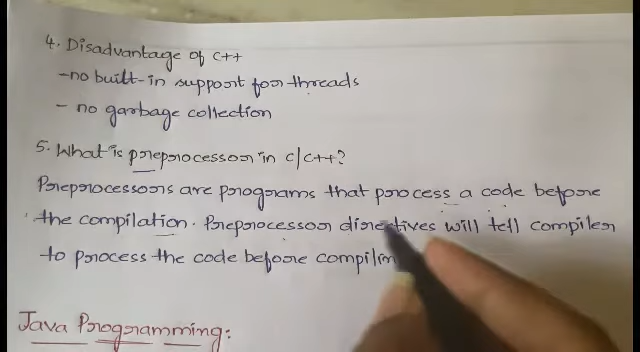 4. Disadvantage of C++
- no built-in support for threads
- no garbage collection
5. What is preprocessor in C/C++?
Preprocessors are programs that process a code before
the compilation. Preprocessor directives will tell compiler
to process the code before
Java Programming: